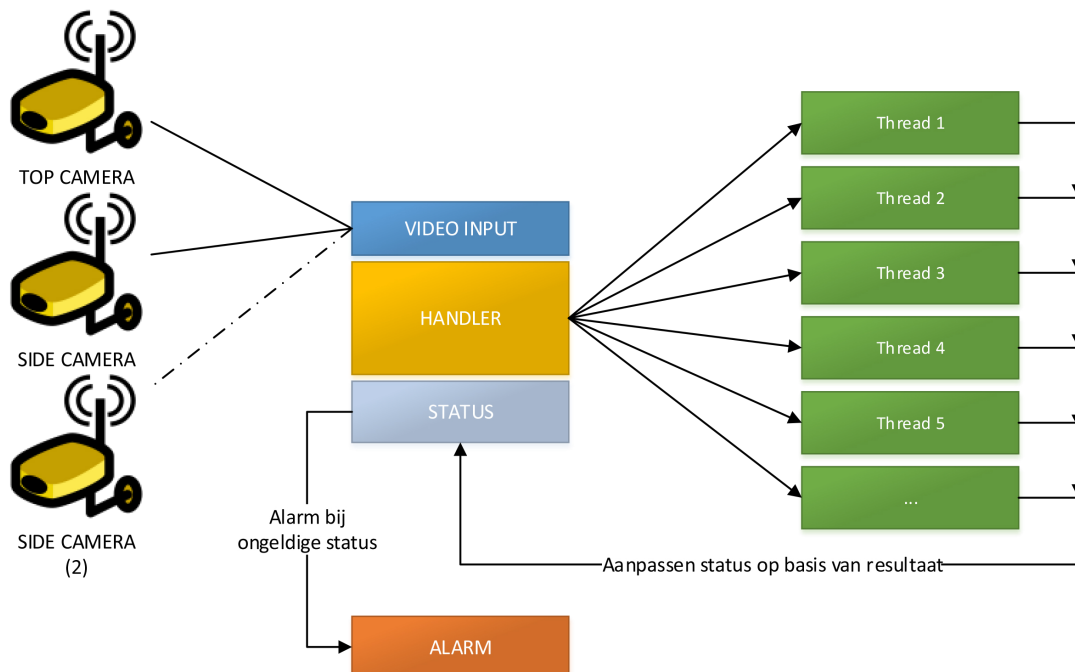 TOP CAMERA
SIDE CAMERA
SIDE CAMERA
(2)
VIDEO INPUT
HANDLER
STATUS
Alarm bij
ongeldige status
ALARM
Thread 1
Thread 2
Thread 3
Thread 4
Thread 5
...
Aanpassen status op basis van resultaat